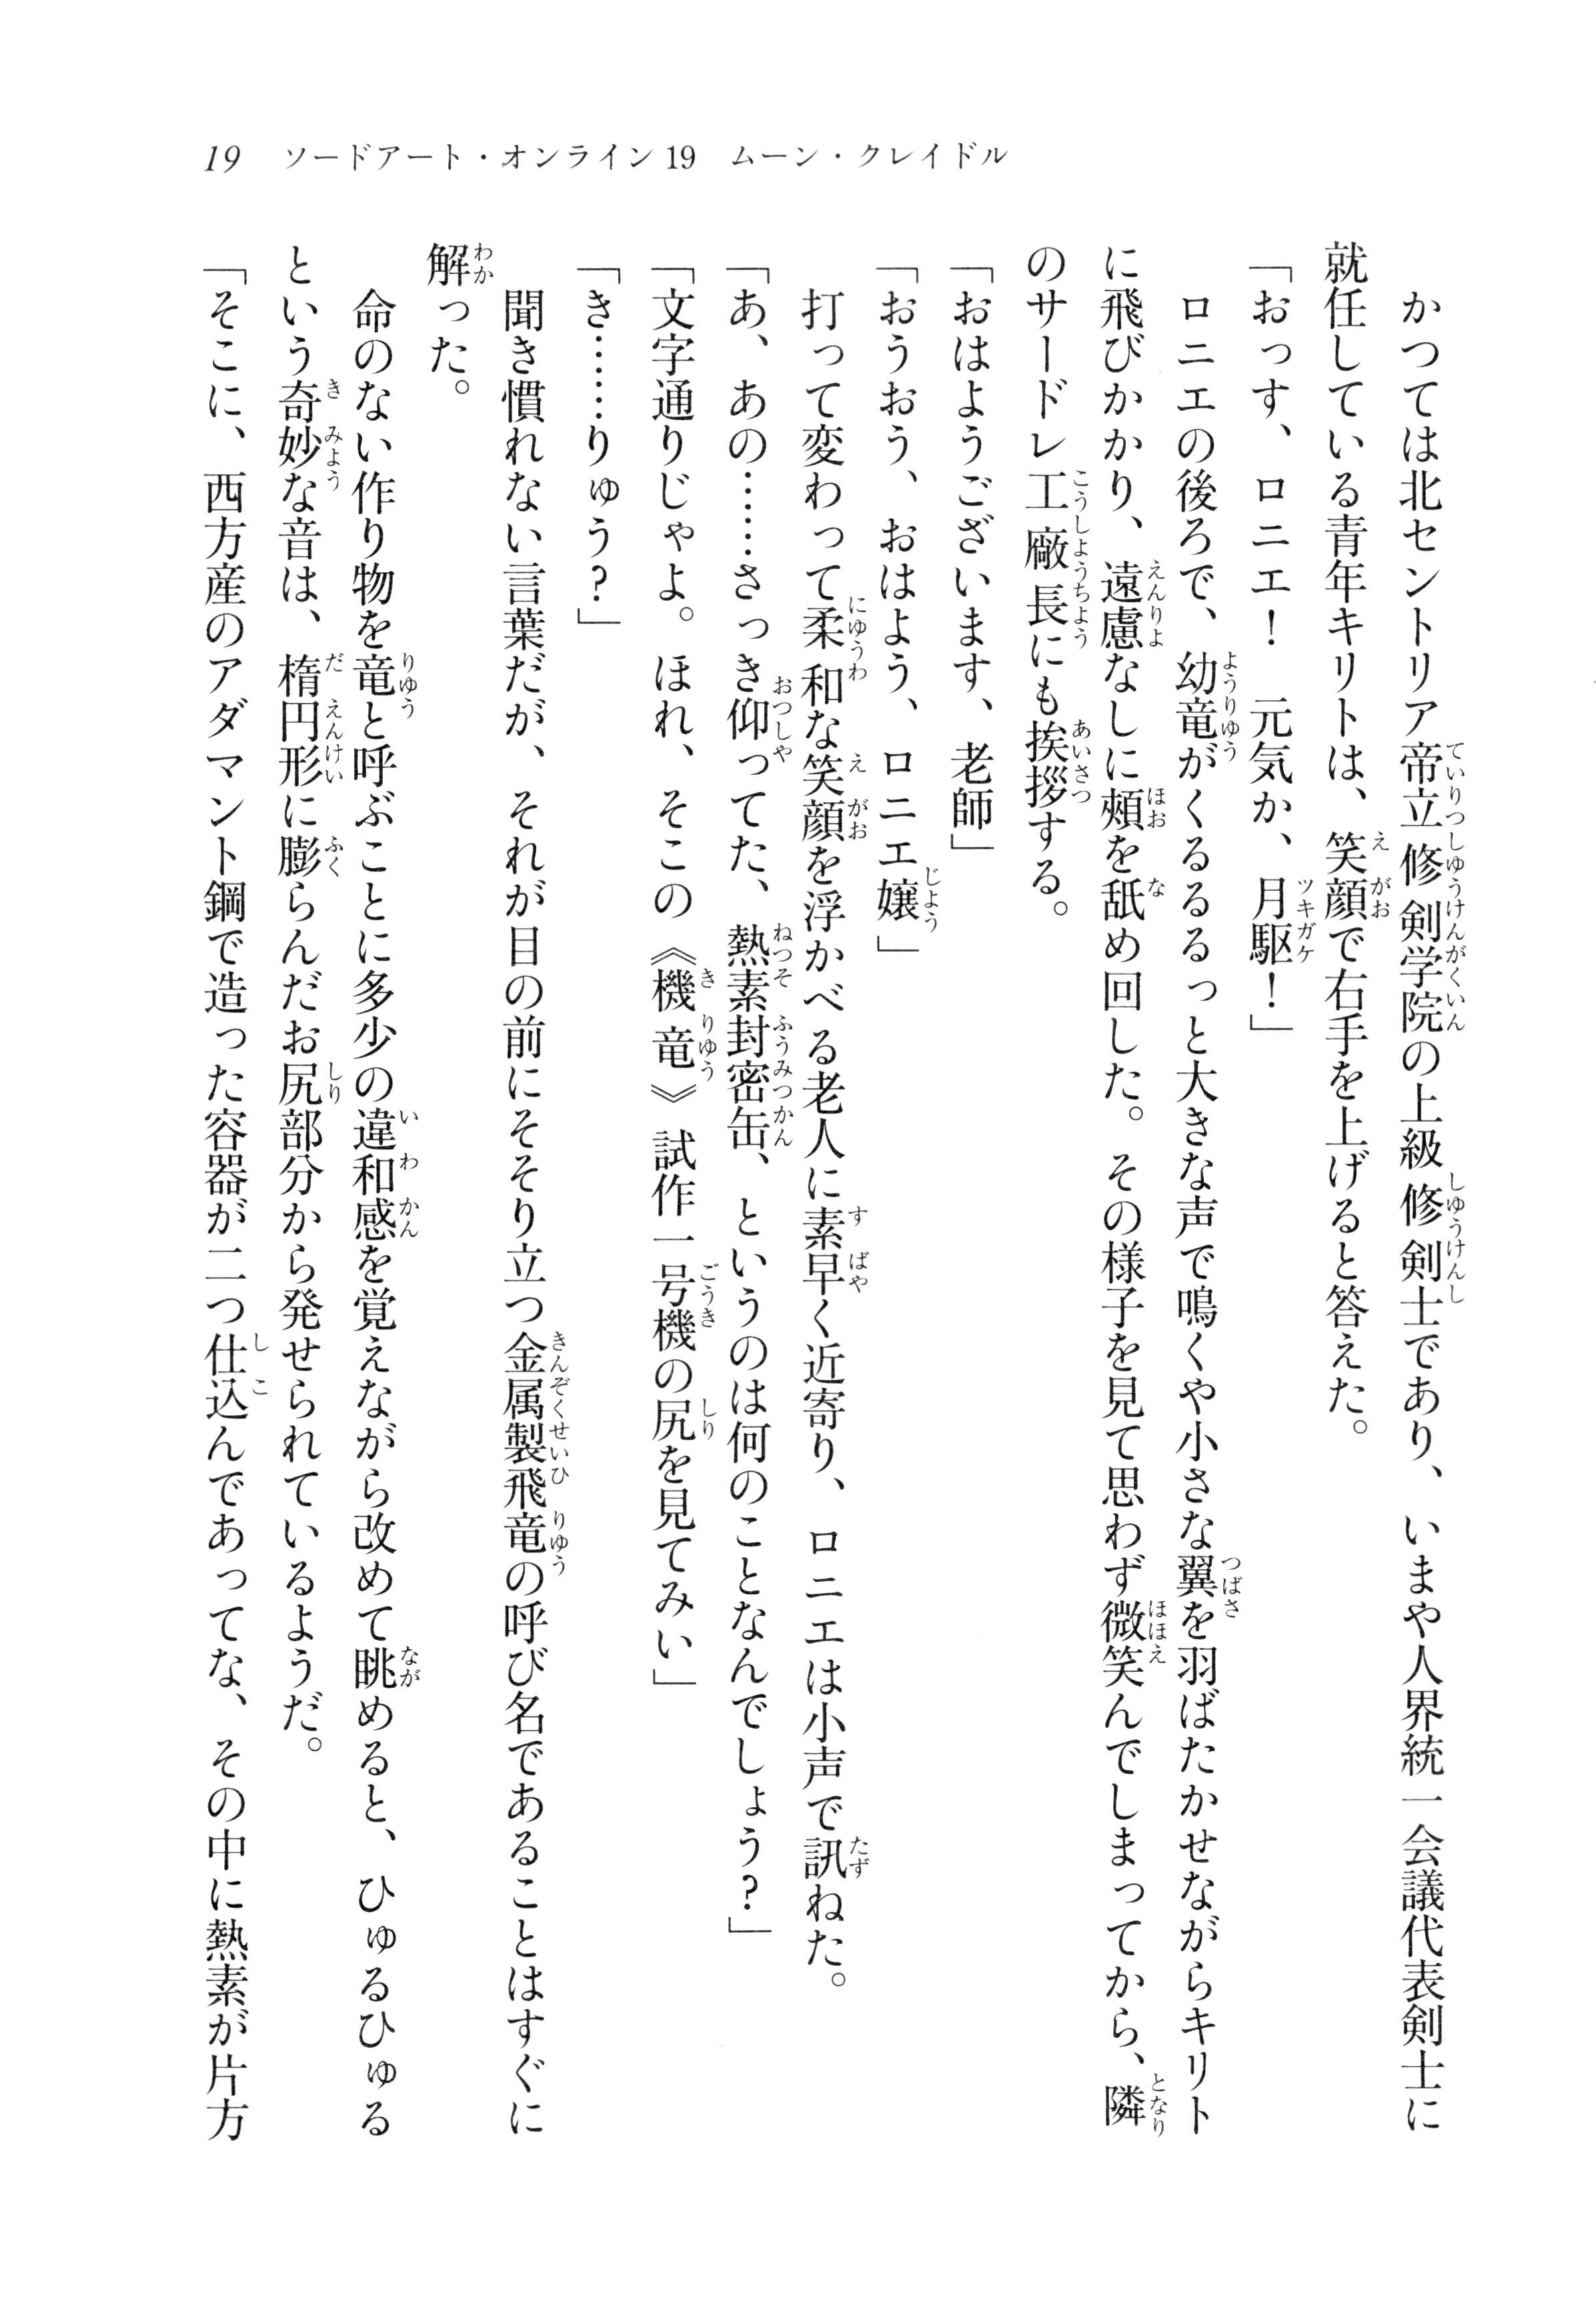 19　ソードアート・オンライン19　ムーン・クレイドル
　かつては北セントリア帝立修剣学院の上級修剣士であり、いまや人界統一会議代表剣士に
就任している青年キリトは、笑顔で右手を上げると答えた。
「おっす、ロニエ！　元気か、月駆！」
　ロニエの後ろで、幼竜がくるるるっと大きな声で鳴くや小さな翼を羽ばたかせながらキリト
に飛びかかり、遠慮なしに頬を舐め回した。その様子を見て思わず微笑んでしまってから、隣
のサードレ工廠長にも挨拶する。
「おはようございます、老師」
「おうおう、おはよう、ロニエ嬢」
　打って変わって柔和な笑顔を浮かべる老人に素早く近寄り、ロニエは小声で訊ねた。
「あ、あの……さっき仰ってた、熱素封密缶、というのは何のことなんでしょう？」
「文字通りじゃよ。ほれ、そこの《機竜》試作一号機の尻を見てみい」
「き……りゅう？」
　聞き慣れない言葉だが、それが目の前にそそり立つ金属製飛竜の呼び名であることはすぐに
解った。
　命のない作り物を竜と呼ぶことに多少の違和感を覚えながら改めて眺めると、ひゅるひゅる
という奇妙な音は、楕円形に膨らんだお尻部分から発せられているようだ。
「そこに、西方産のアダマント鋼で造った容器が二つ仕込んであってな、その中に熱素が片方